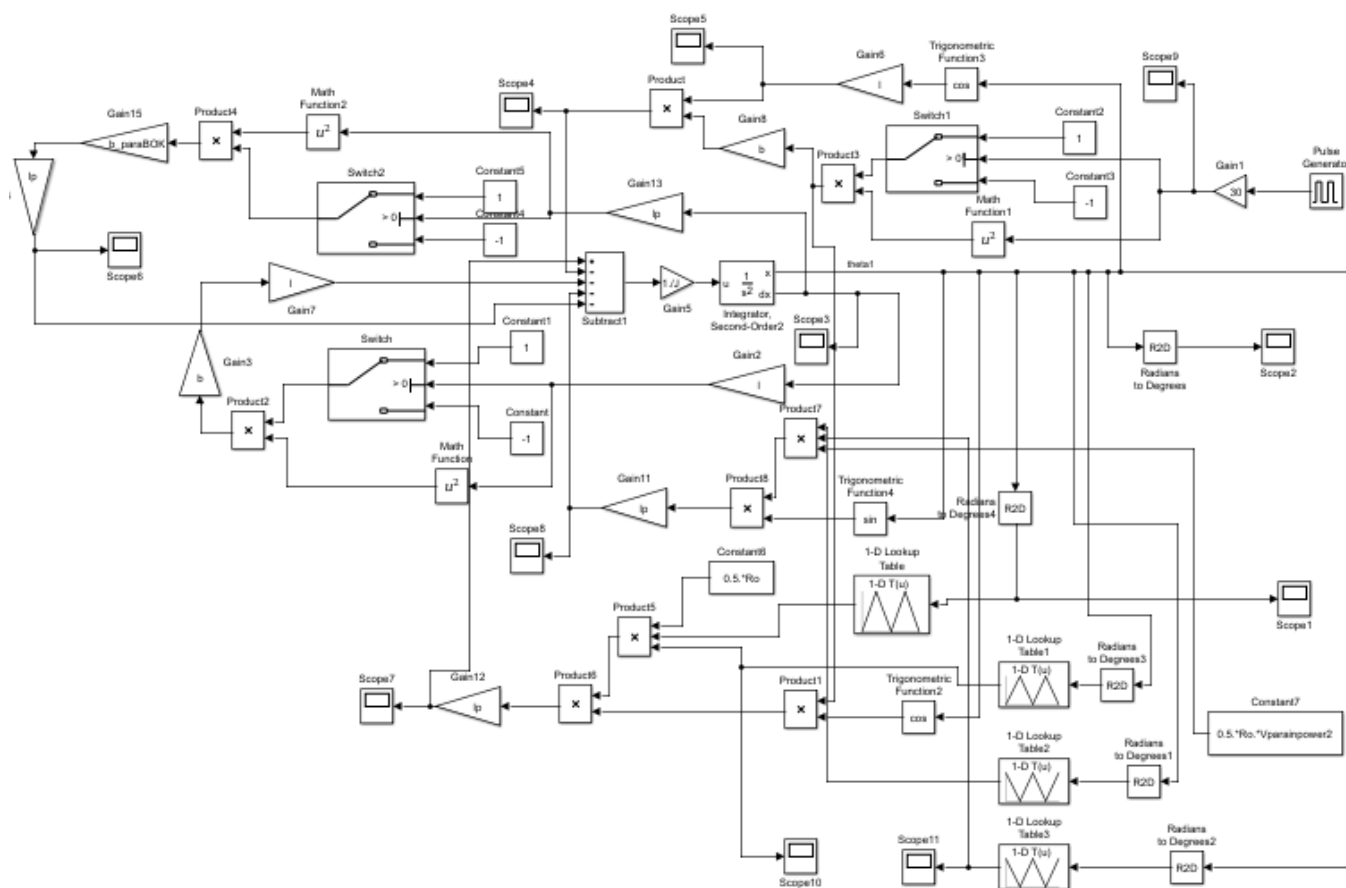 Scope5
Gain6
l
Trigonometric
Function3
cos
Scope9
Scope4
Product
×
Gain8
b
Switch1
> 0
Constant2
1
Constant3
-1
Product3
×
Math
Function1
u²
Gain1
30
Pulse
Generato
Gain15
b_paraBOK
Product4
×
Math
Function2
u²
lp
Switch2
> 0
Constant5
1
Constant4
-1
Gain13
lp
Scope6
l
Gain7
Subtract1
1./J
Gain5
u
1
s²
x
dx
Integrator,
Second-Order2
theta1
Scope3
Gain3
b
Switch
> 0
Constant1
1
Constant
-1
Gain2
l
R2D
Radians
to Degrees
Scope2
Product2
×
Math
Function
u²
Product7
×
Gain11
lp
Product8
×
Trigonometric
Function4
sin
Radians
to Degrees4
R2D
Scope8
Constant6
0.5.*Ro
1-D Lookup
Table
1-D T(u)
Scope1
Product5
×
1-D Lookup
Table1
1-D T(u)
Radians
to Degrees3
R2D
Scope7
Gain12
lp
Product6
×
Product1
×
Trigonometric
Function2
cos
Constant7
0.5.*Ro.*Vparainpower2
1-D Lookup
Table2
1-D T(u)
Radians
to Degrees1
R2D
Scope10
Scope11
1-D Lookup
Table3
1-D T(u)
Radians
to Degrees2
R2D